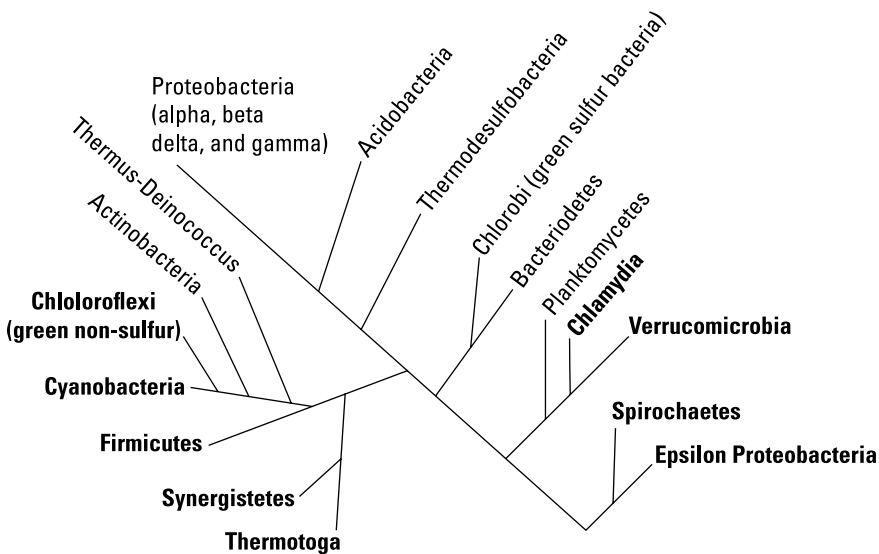 Proteobacteria
(alpha, beta
delta, and gamma)
Acidobacteria
Thermodesulfobacteria
Chlorobi (green sulfur bacteria)
Bacteriodetes
Planktomycetes
Chlamydia
Verrucomicrobia
Spirochaetes
Epsilon Proteobacteria
Thermus-Deinococcus
Actinobacteria
Chloloroflexi
(green non-sulfur)
Cyanobacteria
Firmicutes
Synergistetes
Thermotoga